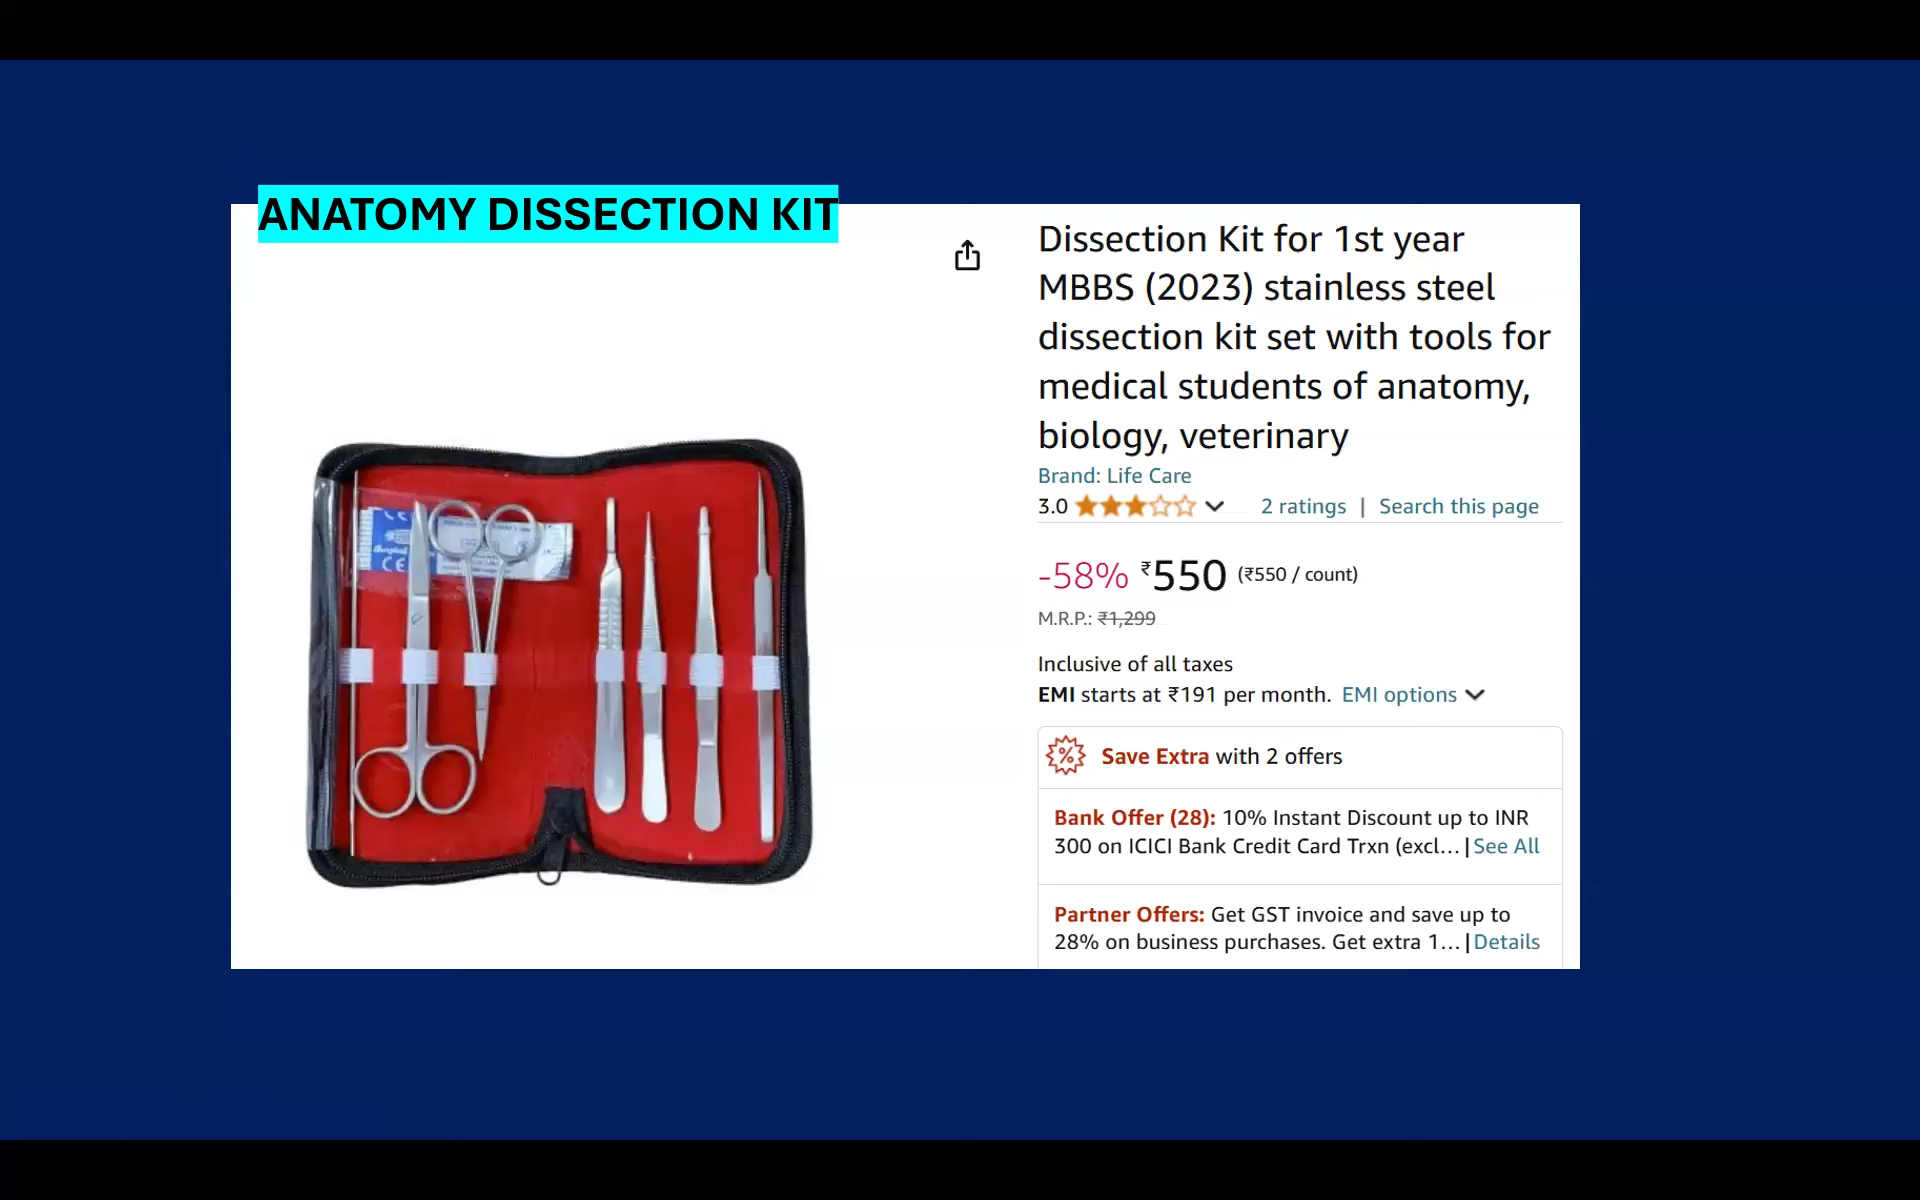 ANATOMY DISSECTION KIT
Dissection Kit for 1st year
MBBS (2023) stainless steel
dissection kit set with tools for
medical students of anatomy,
biology, veterinary
Brand: Life Care
3.0
2 ratings | Search this page
-58% ₹550 (₹550 / count)
M.R.P.: ₹1,299
Inclusive of all taxes
EMI starts at ₹191 per month. EMI options
Save Extra with 2 offers
Bank Offer (28): 10% Instant Discount up to INR
300 on ICICI Bank Credit Card Trxn (excl... | See All
Partner Offers: Get GST invoice and save up to
28% on business purchases. Get extra 1... | Details
Surgical
CE